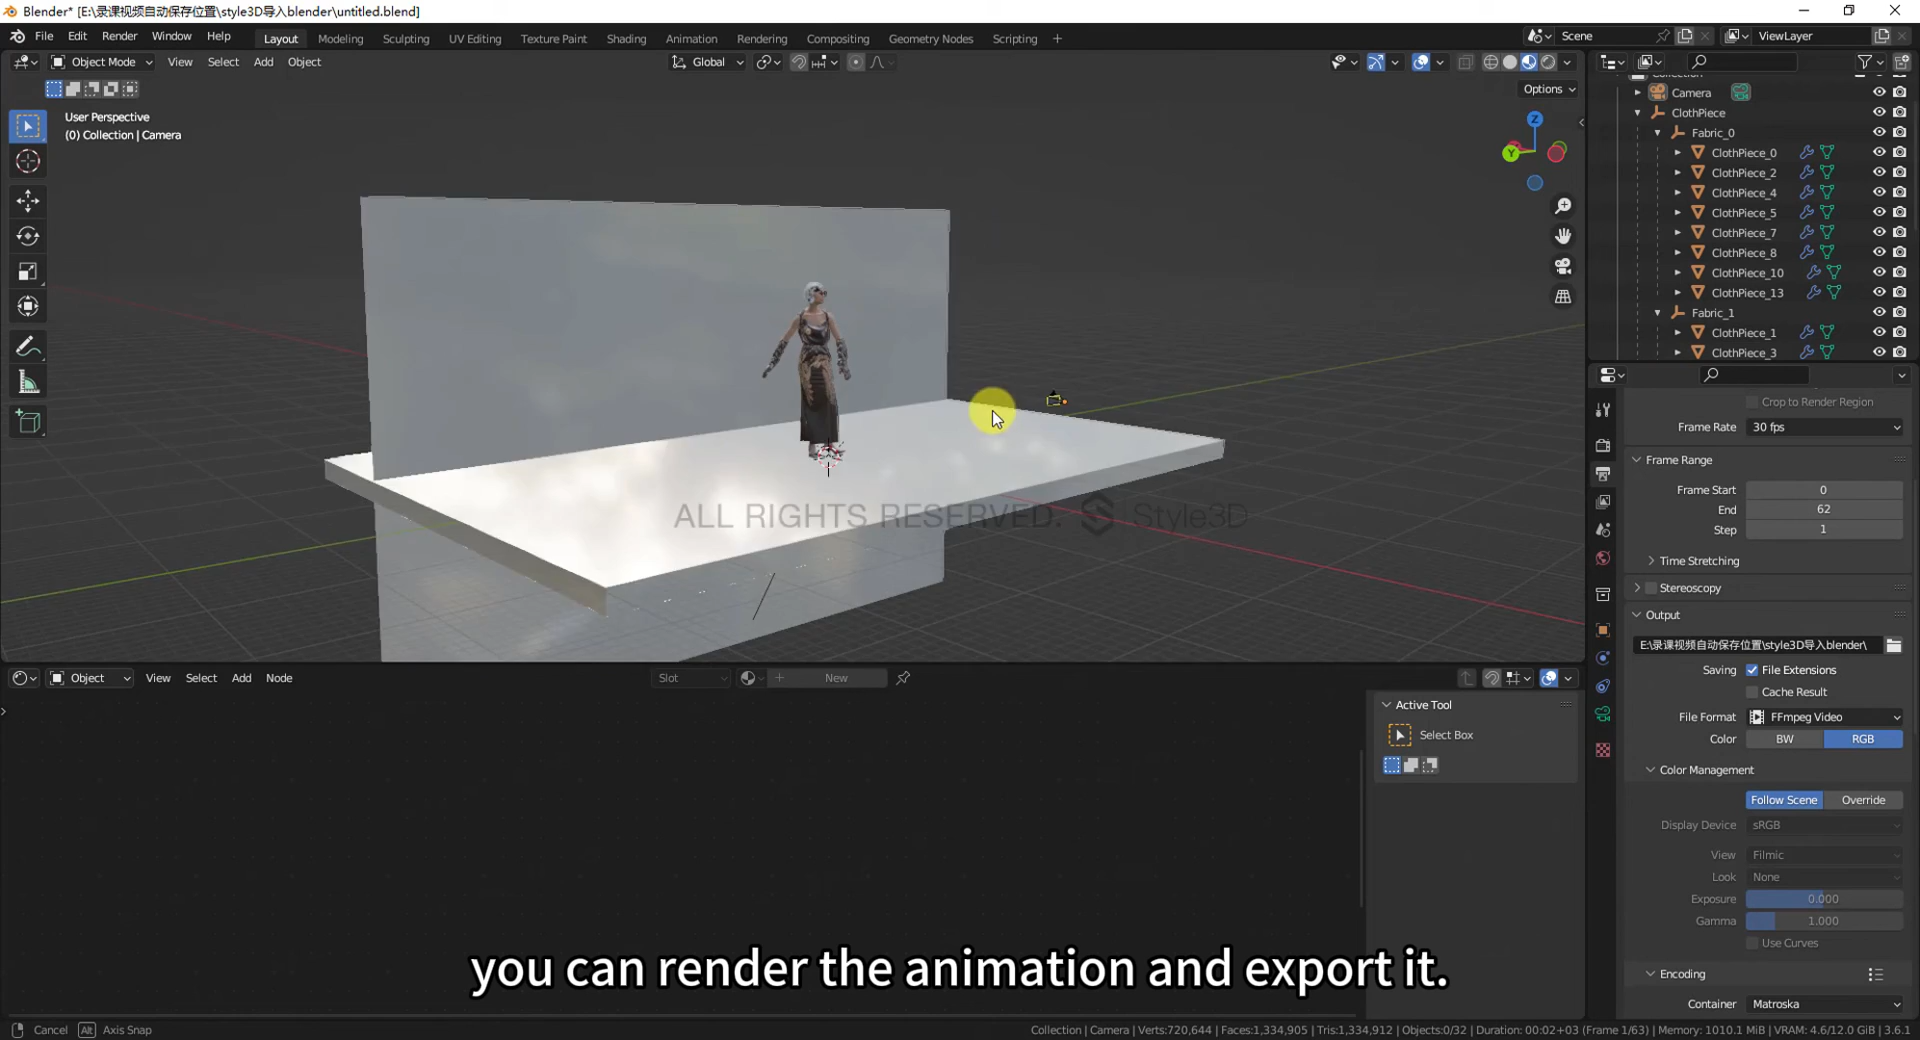 Blender* [E:\录课视频自动保存位置\style3D导入blender\untitled.blend]
File Edit Render Window Help Layout Modeling Sculpting UV Editing Texture Paint Shading Animation Rendering Compositing Geometry Nodes Scripting + Scene ViewLayer
Object Mode View Select Add Object Global
Options
User Perspective
(0) Collection | Camera
Z
Y
Collection
Camera
ClothPiece
Fabric_0
ClothPiece_0
ClothPiece_2
ClothPiece_4
ClothPiece_5
ClothPiece_7
ClothPiece_8
ClothPiece_10
ClothPiece_13
Fabric_1
ClothPiece_1
ClothPiece_3
Crop to Render Region
Frame Rate 30 fps
Frame Range
Frame Start 0
End 62
Step 1
Time Stretching
Stereoscopy
Output
E:\录课视频自动保存位置\style3D导入blender\
Saving File Extensions
Cache Result
File Format FFmpeg Video
Color BW RGB
Color Management
Follow Scene Override
Display Device sRGB
View Filmic
Look None
Exposure 0.000
Gamma 1.000
Use Curves
Encoding
Container Matroska
ALL RIGHTS RESERVED. Style3D
Object View Select Add Node Slot New
Active Tool
Select Box
you can render the animation and export it.
Cancel Alt Axis Snap
Collection | Camera | Verts:720,644 | Faces:1,334,905 | Tris:1,334,912 | Objects:0/32 | Duration: 00:02+03 (Frame 1/63) | Memory: 1010.1 MiB | VRAM: 4.6/12.0 GiB | 3.6.1